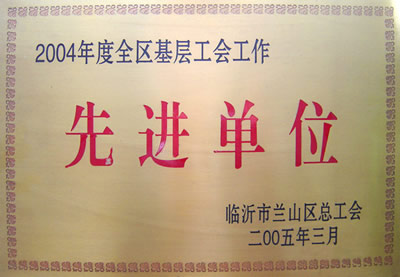 2004年度全区基层工会工作
先进单位
临沂市兰山区总工会
二00五年三月